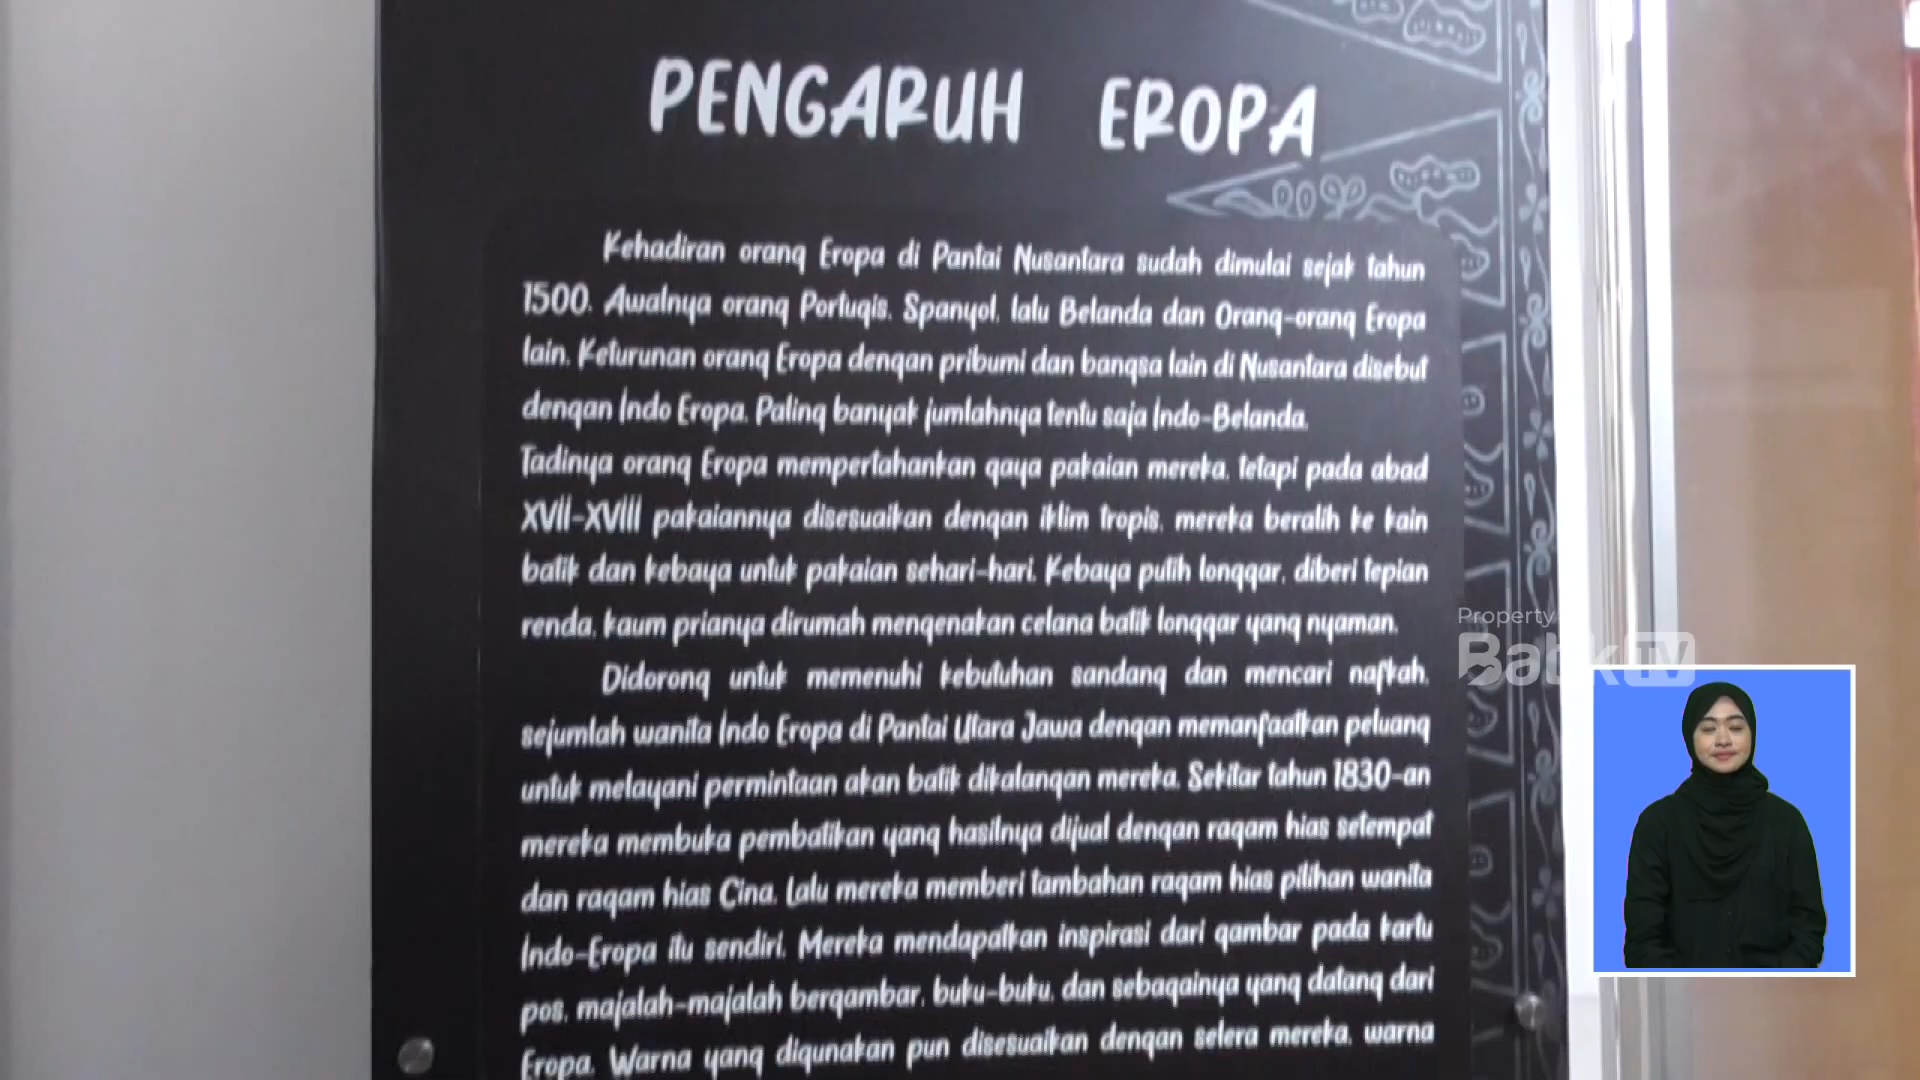 PENGARUH EROPA
Kehadiran orang Eropa di Pantai Nusantara sudah dimulai sejak tahun
1500. Awalnya orang Portugis, Spanyol, lalu Belanda dan Orang-orang Eropa
lain. Keturunan orang Eropa dengan pribumi dan bangsa lain di Nusantara disebut
dengan Indo Eropa. Paling banyak jumlahnya tentu saja Indo-Belanda.
Tadinya orang Eropa mempertahankan gaya pakaian mereka, tetapi pada abad
XVII-XVIII pakaiannya disesuaikan dengan iklim tropis, mereka beralih ke kain
batik dan kebaya untuk pakaian sehari-hari. Kebaya putih longgar, diberi tepian
renda, kaum prianya dirumah mengenakan celana batik longgar yang nyaman.
Didorong untuk memenuhi kebutuhan sandang dan mencari nafkah,
sejumlah wanita Indo Eropa di Pantai Utara Jawa dengan memanfaatkan peluang
untuk melayani permintaan akan batik dikalangan mereka. Sekitar tahun 1830-an
mereka membuka pembatikan yang hasilnya dijual dengan ragam hias setempat
dan ragam hias Cina. Lalu mereka memberi tambahan ragam hias pilihan wanita
Indo-Eropa itu sendiri. Mereka mendapatkan inspirasi dari gambar pada kartu
pos, majalah-majalah bergambar, buku-buku, dan sebagainya yang datang dari
Eropa. Warna yang digunakan pun disesuaikan dengan selera mereka, warna
Property
Batik TV